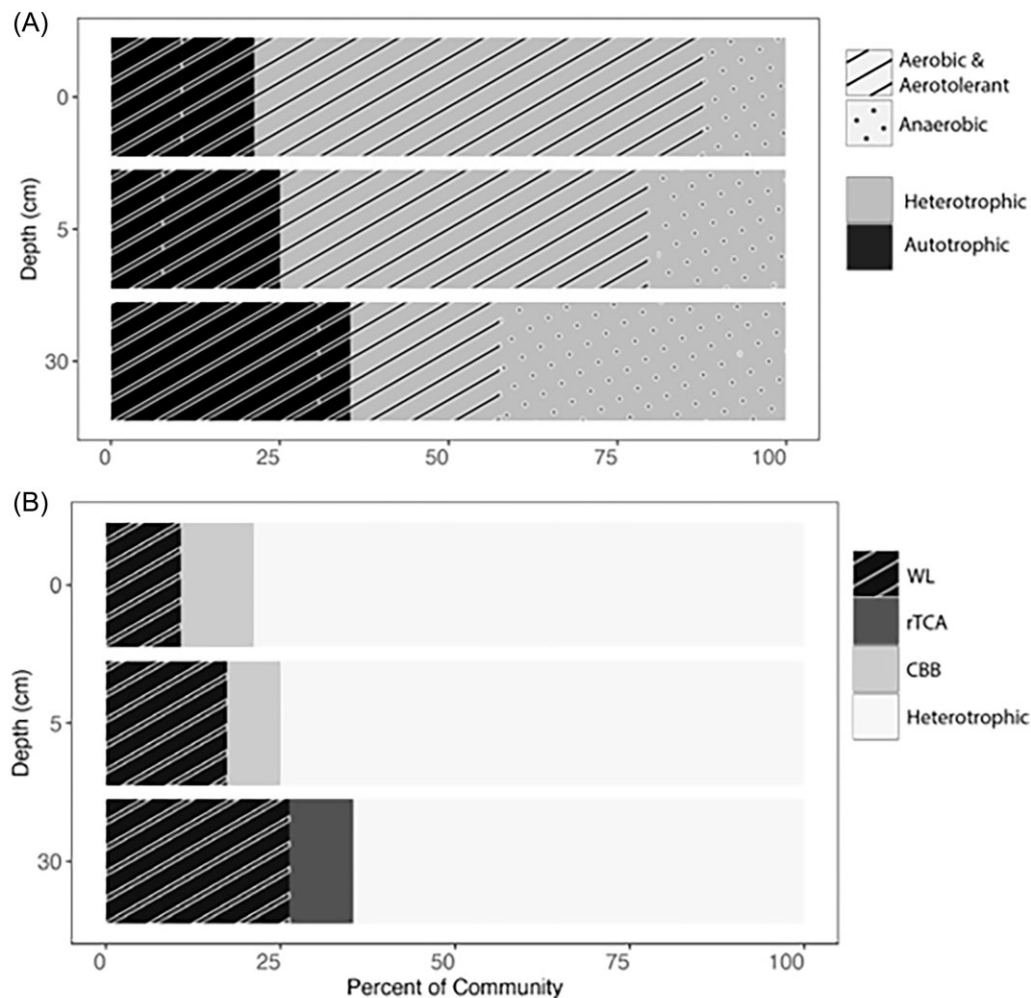 (A)
Depth (cm)
0
5
30
0 25 50 75 100
Aerobic &
Aerotolerant
Anaerobic
Heterotrophic
Autotrophic
(B)
Depth (cm)
0
5
30
0 25 50 75 100
Percent of Community
WL
rTCA
CBB
Heterotrophic